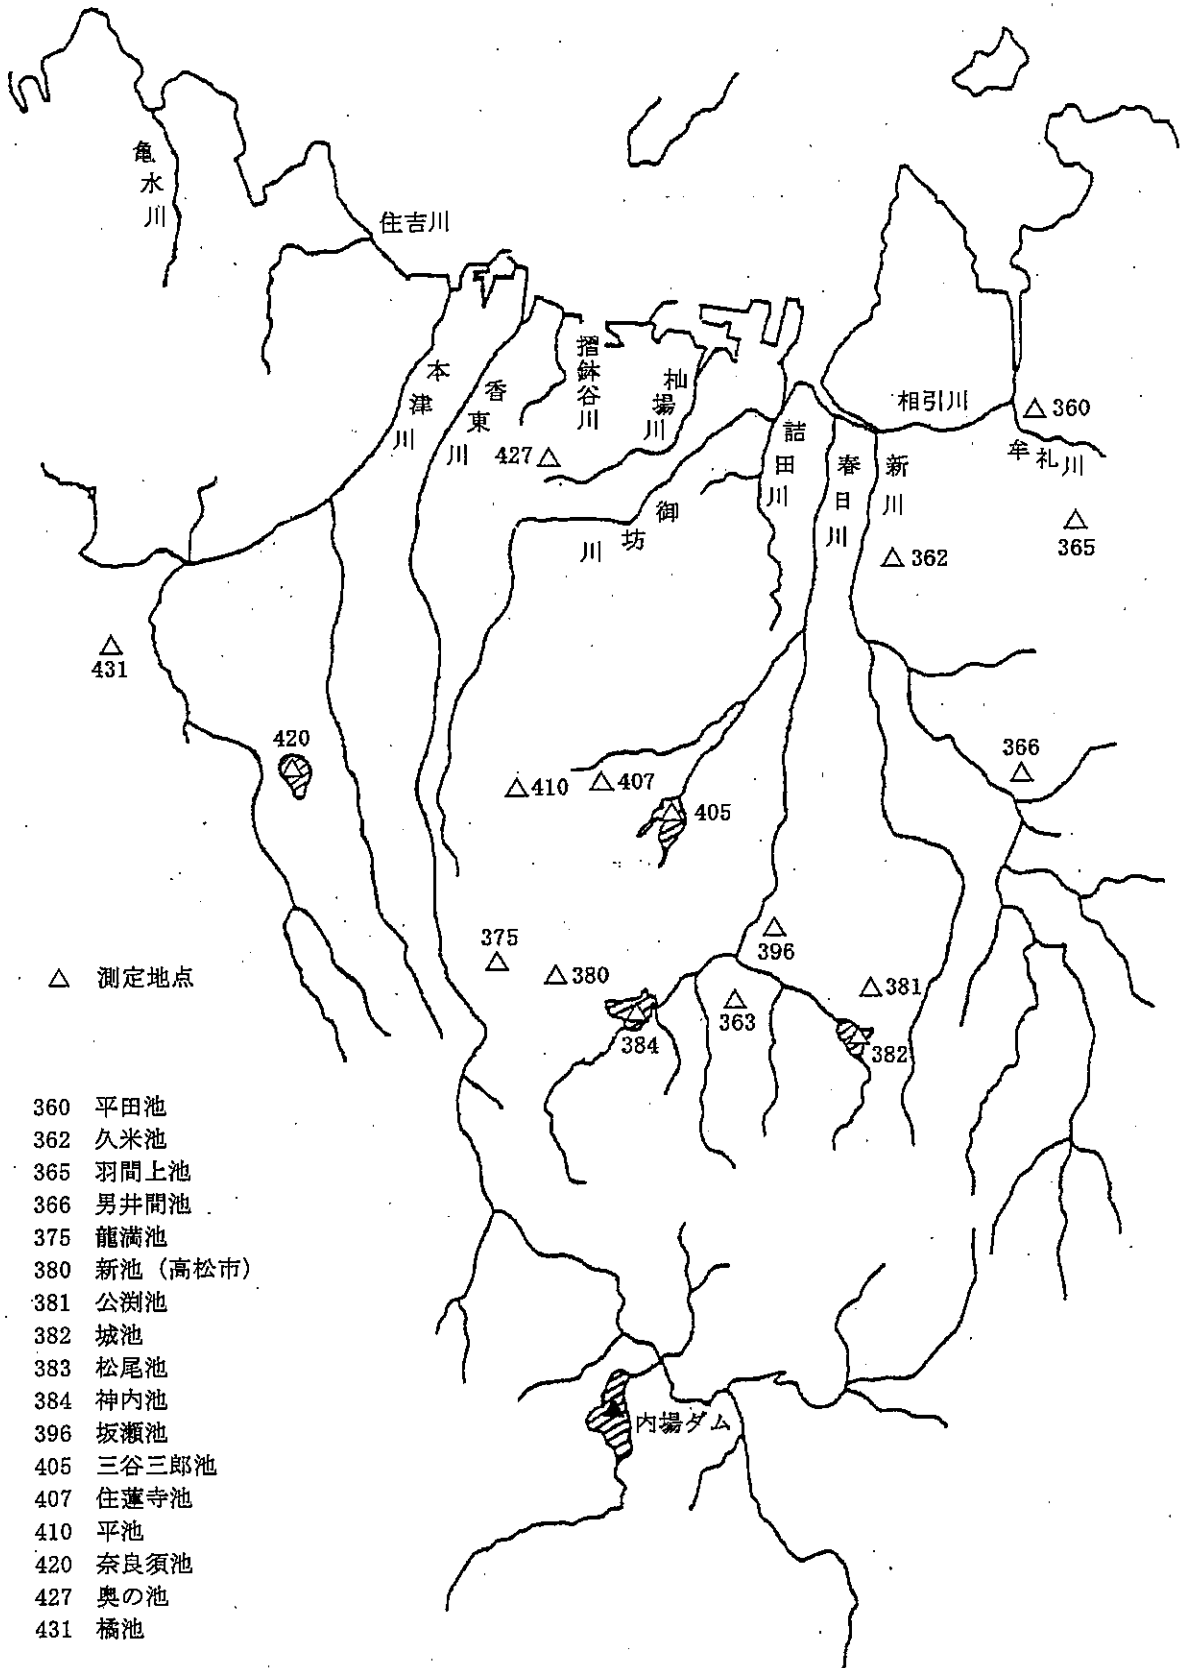 亀水川
住吉川
本津川
香東川
摺鉢谷川
杣場川
御坊川
詰田川
春日川
新川
相引川
牟礼川
△ 360
427 △
△ 362
△ 365
△ 431
420
△ 410
△ 407
405
366 △
375 △
△ 380
384
△ 396
△ 363
△ 381
382
内場ダム
△ 測定地点
360 平田池
362 久米池
365 羽間上池
366 男井間池
375 龍満池
380 新池（高松市）
381 公渕池
382 城池
383 松尾池
384 神内池
396 坂瀬池
405 三谷三郎池
407 住蓮寺池
410 平池
420 奈良須池
427 奥の池
431 橘池